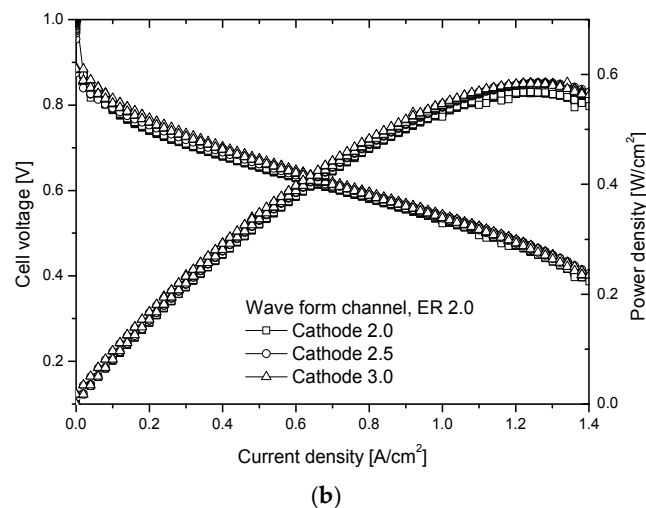 1.0
0.8
0.6
0.4
0.2
Cell voltage [V]
0.6
0.4
0.2
0.0
Power density [W/cm²]
Wave form channel, ER 2.0
Cathode 2.0
Cathode 2.5
Cathode 3.0
0.0 0.2 0.4 0.6 0.8 1.0 1.2 1.4
Current density [A/cm²]
(b)